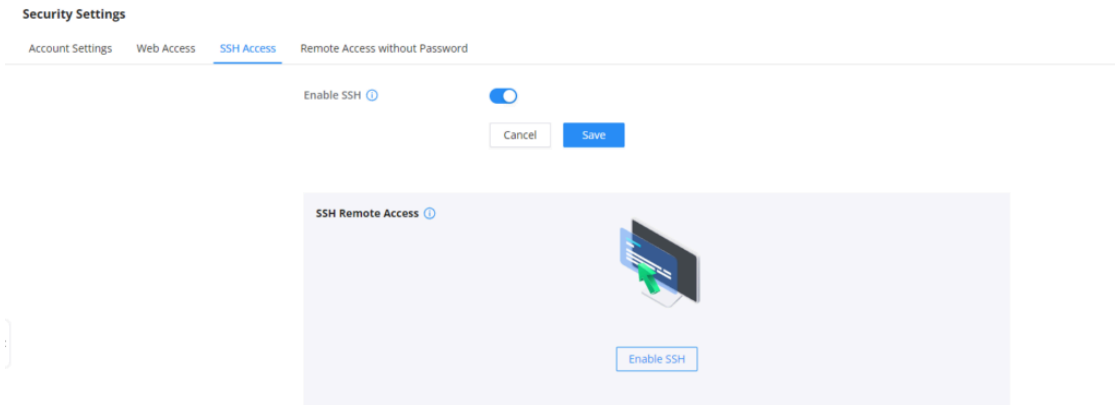 Security Settings
Account Settings Web Access SSH Access Remote Access without Password
Enable SSH
Cancel Save
SSH Remote Access
Enable SSH